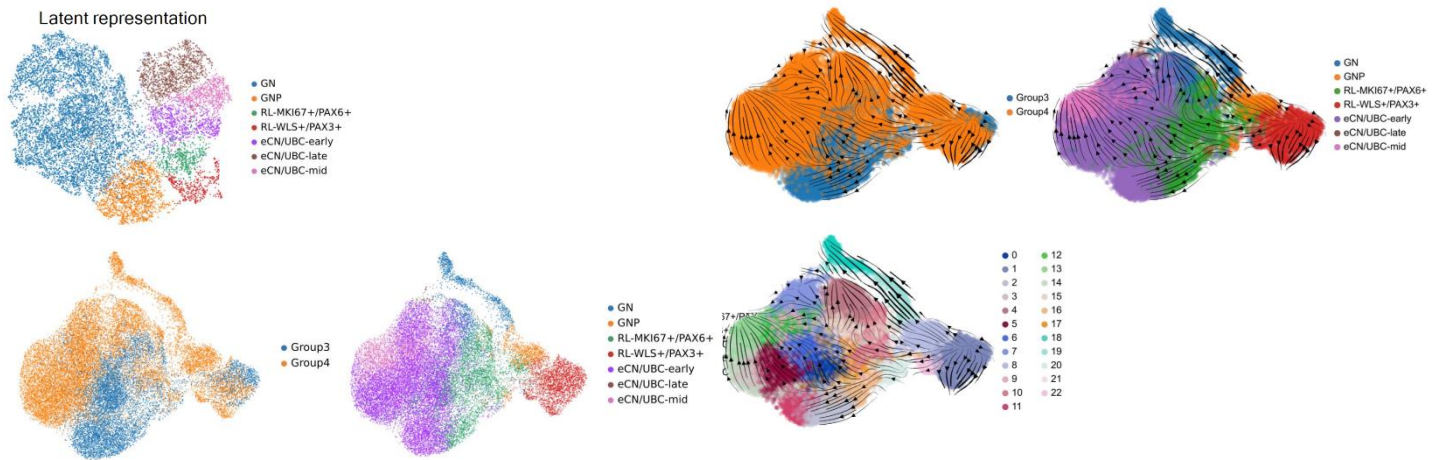 Latent representation
GN
GNP
RL-MKI67+/PAX6+
RL-WLS+/PAX3+
eCN/UBC-early
eCN/UBC-late
eCN/UBC-mid
Group3
Group4
GN
GNP
RL-MKI67+/PAX6+
RL-WLS+/PAX3+
eCN/UBC-early
eCN/UBC-late
eCN/UBC-mid
Group3
Group4
GN
GNP
RL-MKI67+/PAX6+
RL-WLS+/PAX3+
eCN/UBC-early
eCN/UBC-late
eCN/UBC-mid
0 12
1 13
2 14
3 15
4 16
5 17
6 18
7 19
8 20
9 21
10 22
11